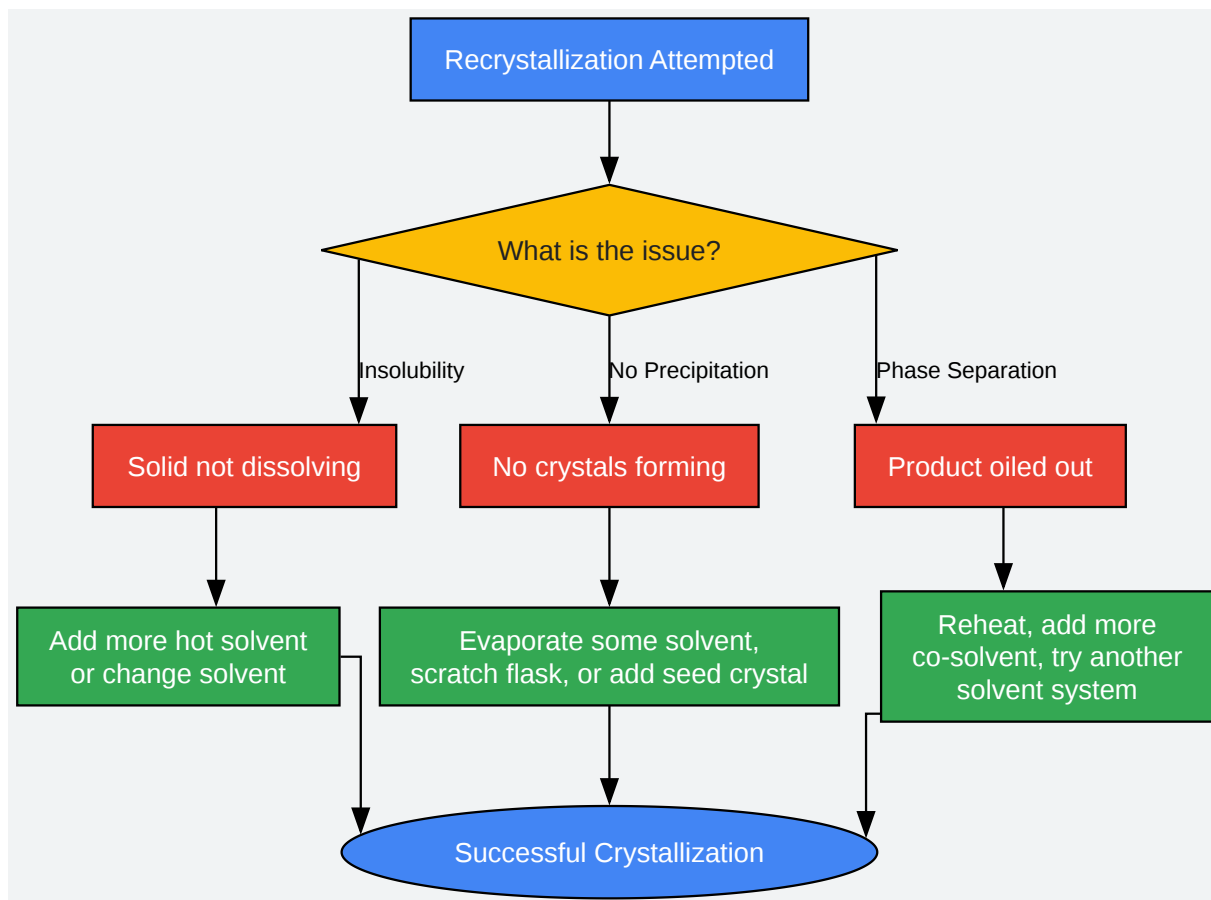 Recrystallization Attempted
What is the issue?
Insolubility
No Precipitation
Phase Separation
Solid not dissolving
No crystals forming
Product oiled out
Add more hot solvent
or change solvent
Evaporate some solvent,
scratch flask, or add seed crystal
Reheat, add more
co-solvent, try another
solvent system
Successful Crystallization